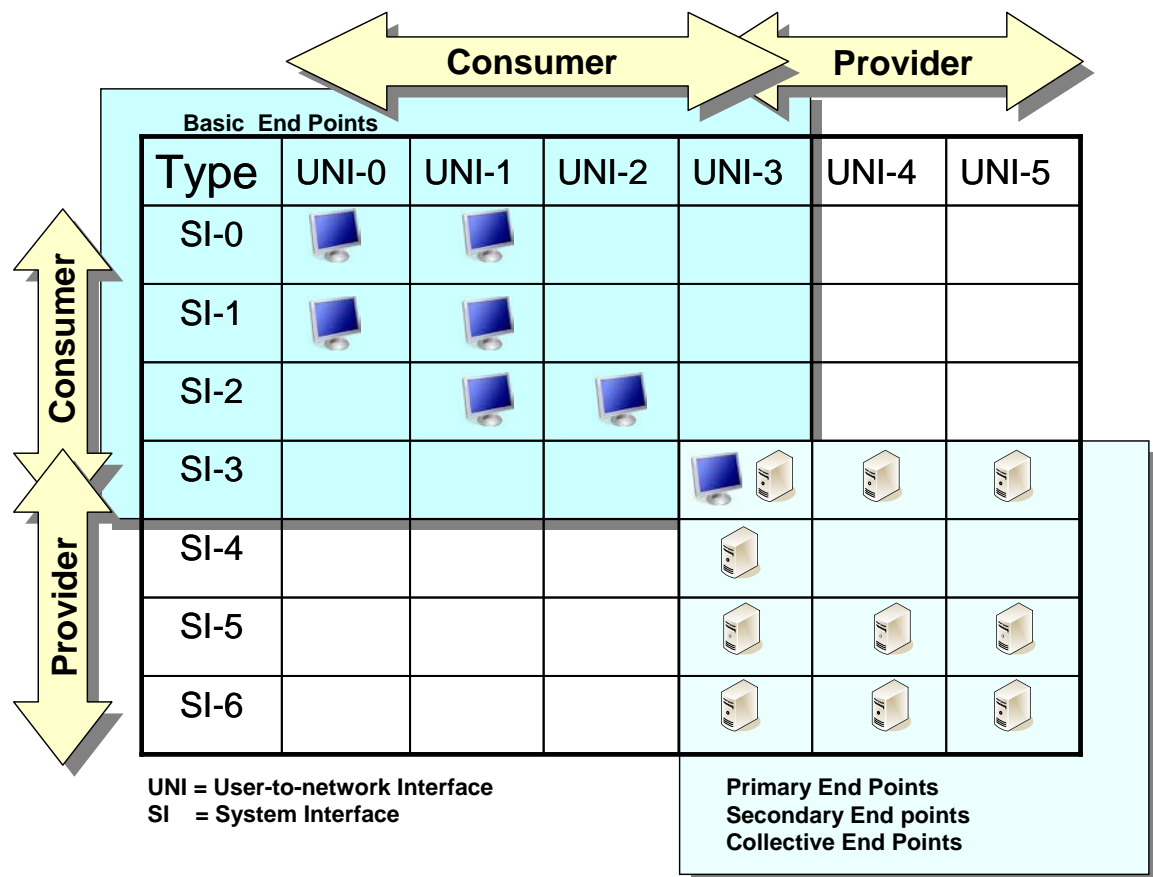 Consumer Provider
Basic End Points
Type UNI-0 UNI-1 UNI-2 UNI-3 UNI-4 UNI-5
SI-0
SI-1
SI-2
SI-3
SI-4
SI-5
SI-6
Consumer
Provider
UNI = User-to-network Interface
SI = System Interface
Primary End Points
Secondary End points
Collective End Points